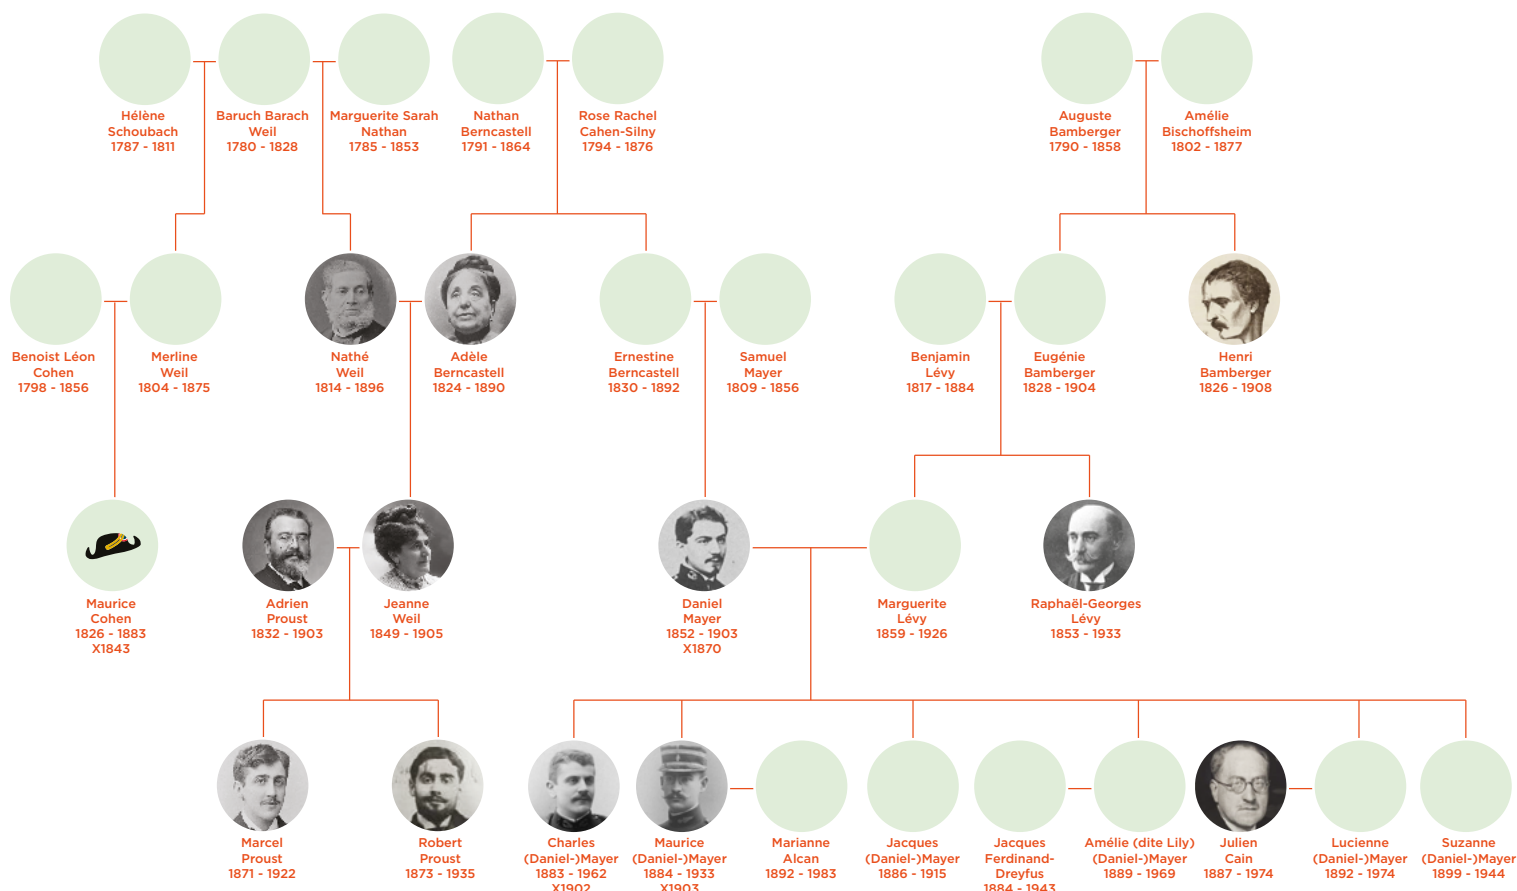 Hélène
Schoubach
1787 - 1811
Baruch Barach
Weil
1780 - 1828
Marguerite Sarah
Nathan
1785 - 1853
Nathan
Berncastell
1791 - 1864
Rose Rachel
Cahen-Silny
1794 - 1876
Auguste
Bamberger
1790 - 1858
Amélie
Bischoffsheim
1802 - 1877
Benoist Léon
Cohen
1798 - 1856
Merline
Weil
1804 - 1875
Nathé
Weil
1814 - 1896
Adèle
Berncastell
1824 - 1890
Ernestine
Berncastell
1830 - 1892
Samuel
Mayer
1809 - 1856
Benjamin
Lévy
1817 - 1884
Eugénie
Bamberger
1828 - 1904
Henri
Bamberger
1826 - 1908
Maurice
Cohen
1826 - 1883
X1843
Adrien
Proust
1832 - 1903
Jeanne
Weil
1849 - 1905
Daniel
Mayer
1852 - 1903
X1870
Marguerite
Lévy
1859 - 1926
Raphaël-Georges
Lévy
1853 - 1933
Marcel
Proust
1871 - 1922
Robert
Proust
1873 - 1935
Charles
(Daniel-)Mayer
1883 - 1962
X1902
Maurice
(Daniel-)Mayer
1884 - 1933
X1903
Marianne
Alcan
1892 - 1983
Jacques
(Daniel-)Mayer
1886 - 1915
Jacques
Ferdinand-
Dreyfus
1884 - 1943
Amélie (dite Lily)
(Daniel-)Mayer
1889 - 1969
Julien
Cain
1887 - 1974
Lucienne
(Daniel-)Mayer
1892 - 1974
Suzanne
(Daniel-)Mayer
1899 - 1944